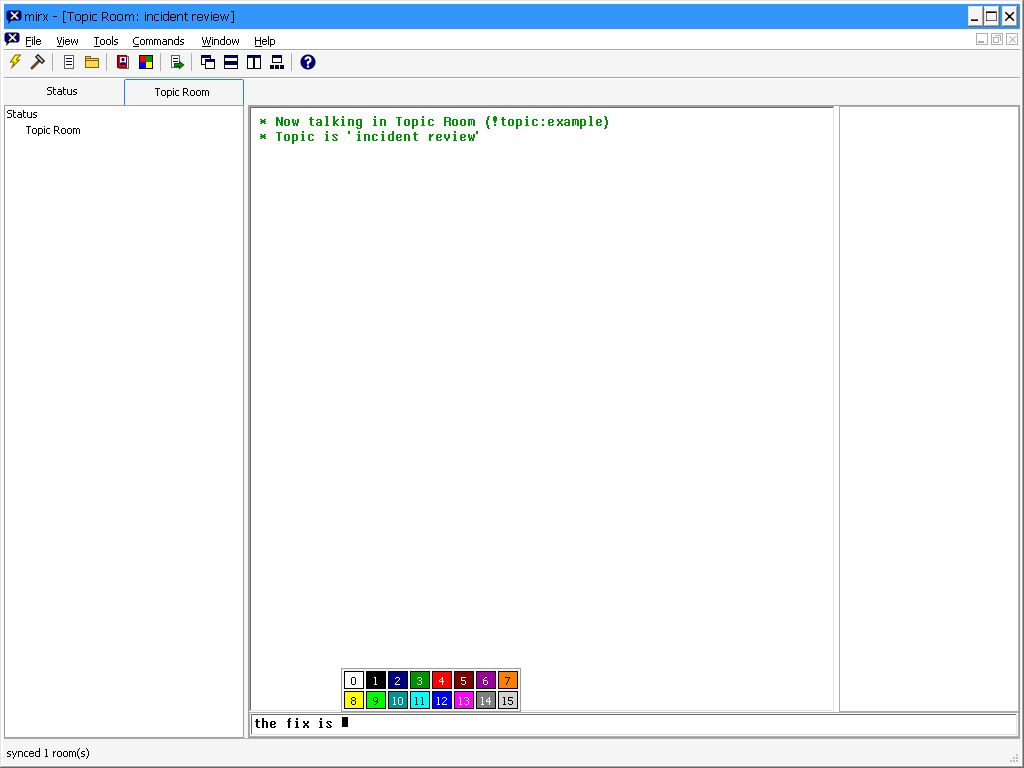 mirx - [Topic Room: incident review]
File View Tools Commands Window Help
Status Topic Room
Status
Topic Room
* Now talking in Topic Room (!topic:example)
* Topic is 'incident review'
0 1 2 3 4 5 6 7
8 9 10 11 12 13 14 15
the fix is
synced 1 room(s)